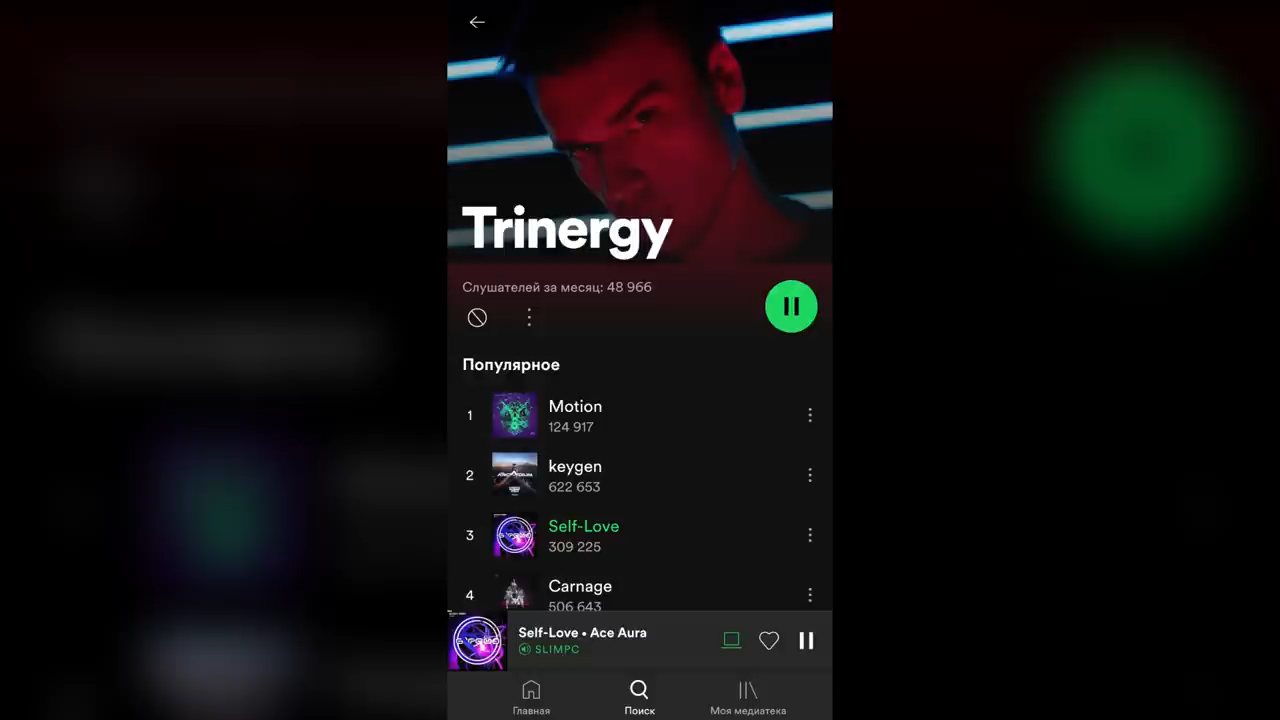 Trinergy
Слушателей за месяц: 48 966
Популярное
1
Motion
124 917
2
keygen
622 653
3
Self-Love
309 225
4
Carnage
506 643
Self-Love • Ace Aura
SLIMPC
Главная
Поиск
Моя медиатека